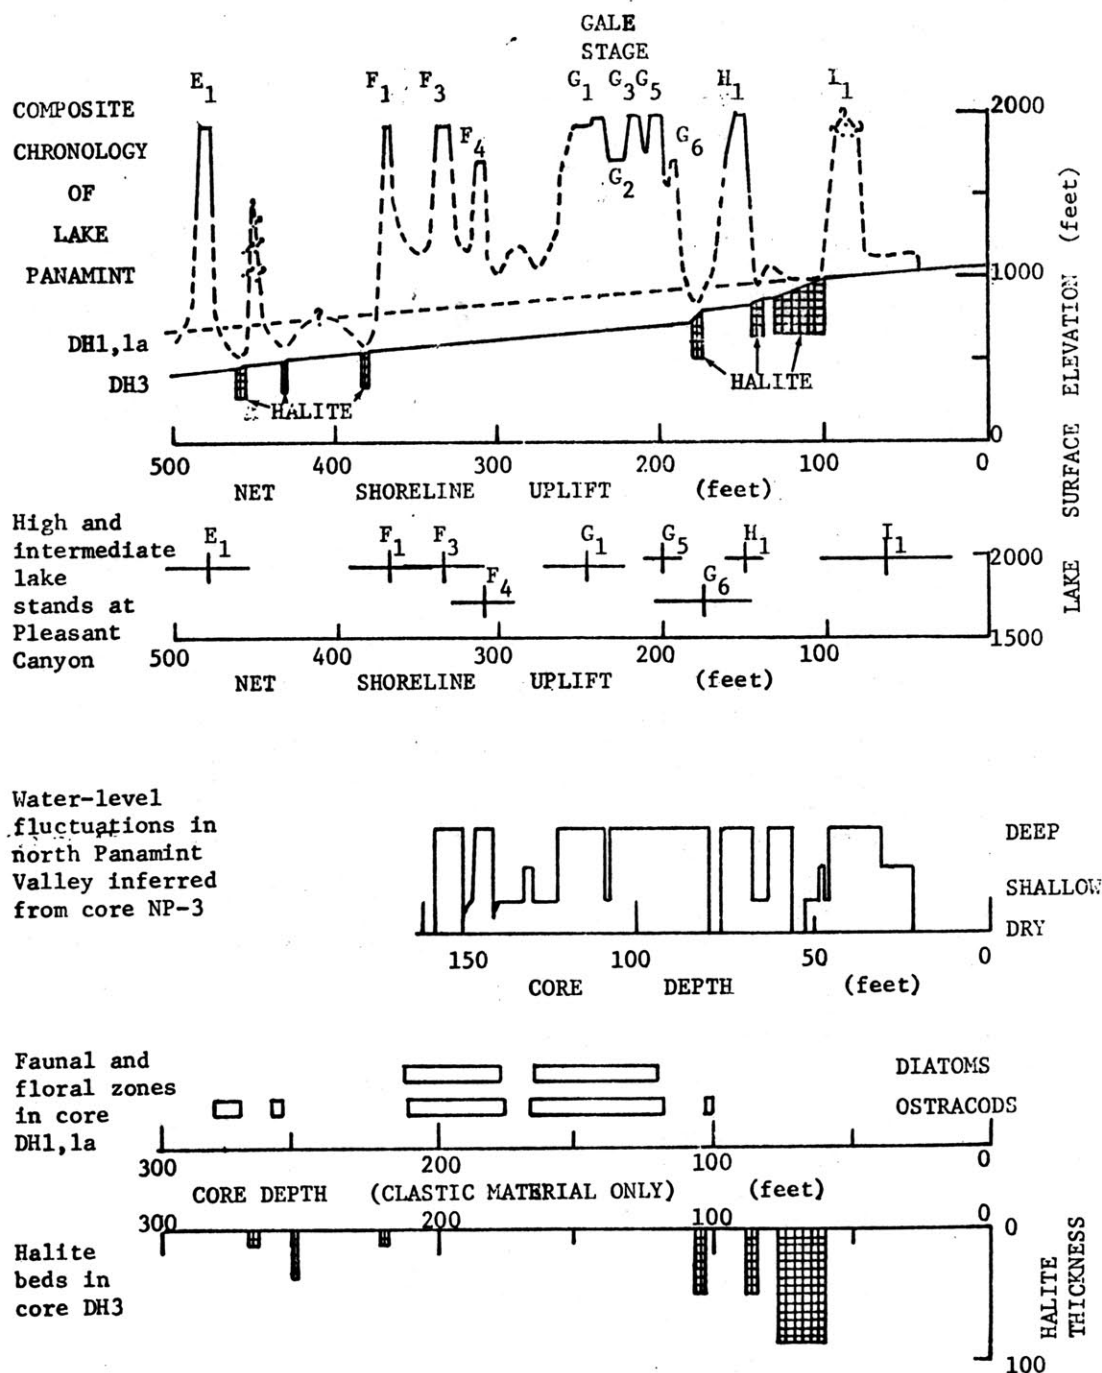 GALE
STAGE
E1 F1 F3 F4 G1 G3 G5 G2 G6 H1 I1
COMPOSITE
CHRONOLOGY
OF
LAKE
PANAMINT
DH1,1a
DH3
HALITE
HALITE
2000
1000
0
500 400 300 200 100 0
NET SHORELINE UPLIFT (feet)
LAKE SURFACE ELEVATION (feet)
High and
intermediate
lake
stands at
Pleasant
Canyon
E1 F1 F3 F4 G1 G5 G6 H1 I1
2000
1500
500 400 300 200 100
NET SHORELINE UPLIFT (feet)
Water-level
fluctuations in
north Panamint
Valley inferred
from core NP-3
DEEP
SHALLOW
DRY
150 100 50 0
CORE DEPTH (feet)
Faunal and
floral zones
in core
DH1,1a
DIATOMS
OSTRACODS
300 200 100 0
CORE DEPTH (CLASTIC MATERIAL ONLY) (feet)
300 200 100 0
Halite
beds in
core DH3
HALITE
THICKNESS
100